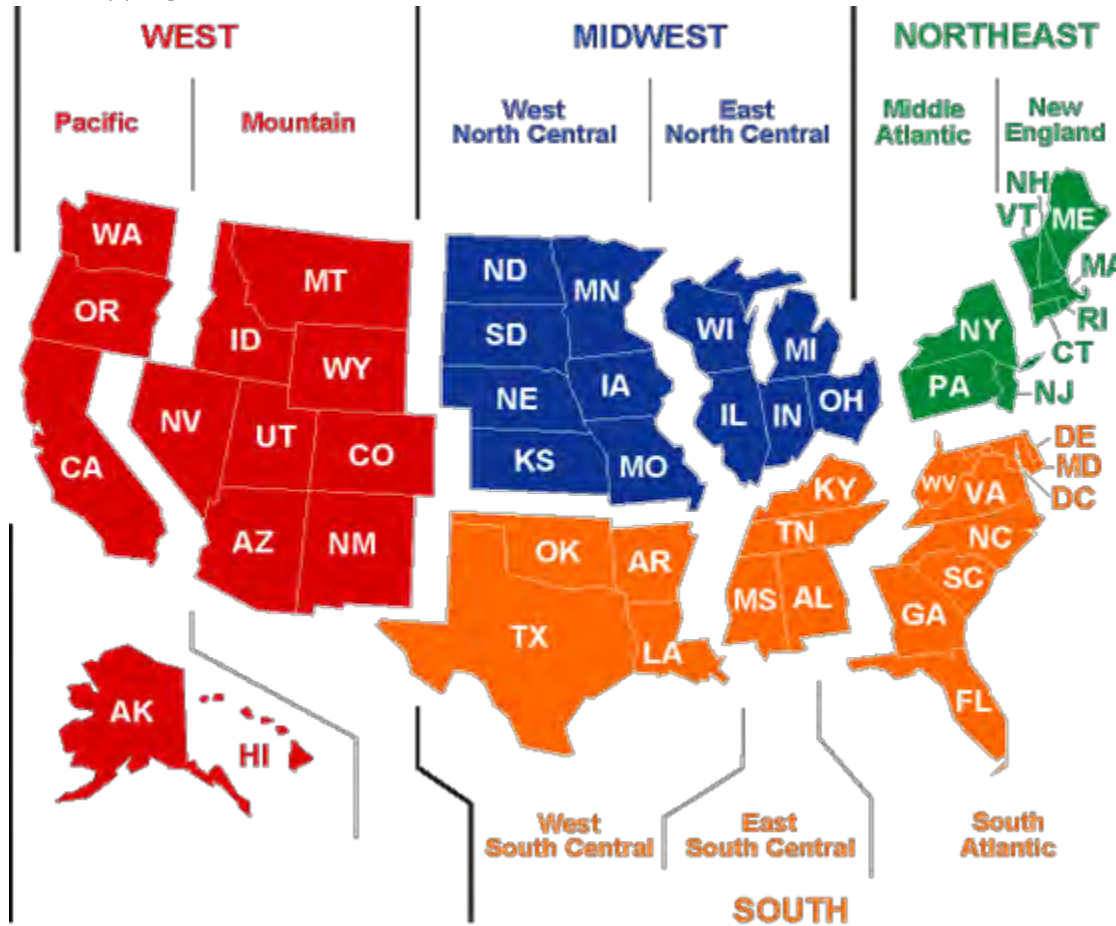 WEST
MIDWEST
NORTHEAST
Pacific
Mountain
West
North Central
East
North Central
Middle
Atlantic
New
England
NH
VT
ME
MA
RI
CT
NY
PA
NJ
WA
OR
CA
MT
ID
WY
NV
UT
CO
AZ
NM
ND
MN
SD
NE
IA
KS
MO
WI
MI
IL
IN
OH
DE
MD
DC
WV
VA
KY
TN
NC
SC
MS
AL
GA
FL
OK
AR
TX
LA
AK
HI
West
South Central
East
South Central
South
Atlantic
SOUTH